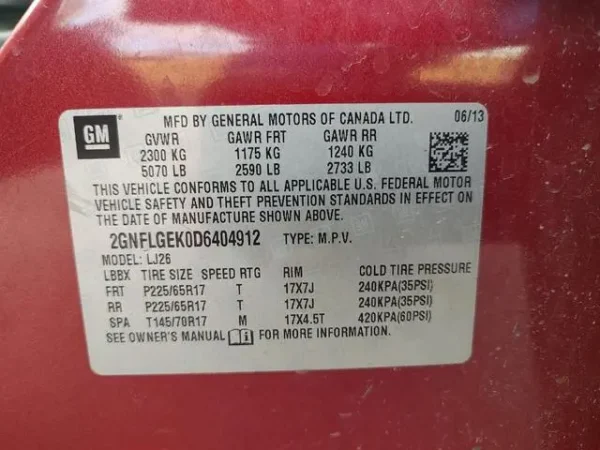 GM
MFD BY GENERAL MOTORS OF CANADA LTD. 06/13
GVWR GAWR FRT GAWR RR
2300 KG 1175 KG 1240 KG
5070 LB 2590 LB 2733 LB
THIS VEHICLE CONFORMS TO ALL APPLICABLE U.S. FEDERAL MOTOR
VEHICLE SAFETY AND THEFT PREVENTION STANDARDS IN EFFECT ON
THE DATE OF MANUFACTURE SHOWN ABOVE.
2GNFLGEK0D6404912 TYPE: M.P.V.
MODEL: LJ26
LBBX TIRE SIZE SPEED RTG RIM COLD TIRE PRESSURE
FRT P225/65R17 T 17X7J 240KPA(35PSI)
RR P225/65R17 T 17X7J 240KPA(35PSI)
SPA T145/70R17 M 17X4.5T 420KPA(60PSI)
SEE OWNER'S MANUAL FOR MORE INFORMATION.